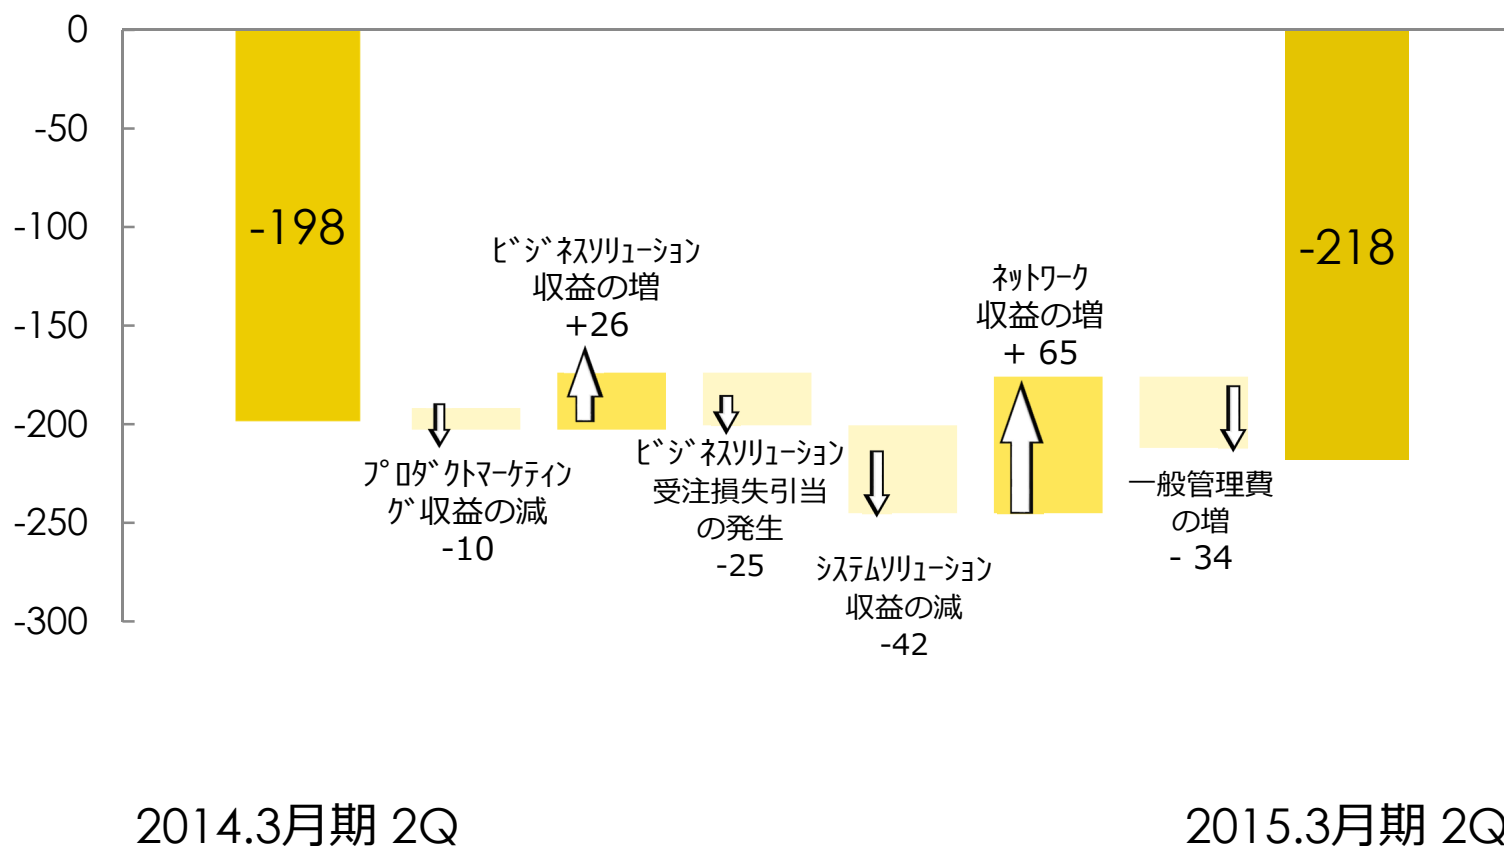 0
-50
-100
-150
-200
-250
-300
-198
ﾋﾞｼﾞﾈｽｿﾘｭｰｼｮﾝ
収益の増
+26
ﾈｯﾄﾜｰｸ
収益の増
+ 65
-218
ﾌﾟﾛﾀﾞｸﾄﾏｰｹﾃｨﾝ
ｸﾞ収益の減
-10
ﾋﾞｼﾞﾈｽｿﾘｭｰｼｮﾝ
受注損失引当
の発生
-25
ｼｽﾃﾑｿﾘｭｰｼｮﾝ
収益の減
-42
一般管理費
の増
- 34
2014.3月期 2Q
2015.3月期 2Q